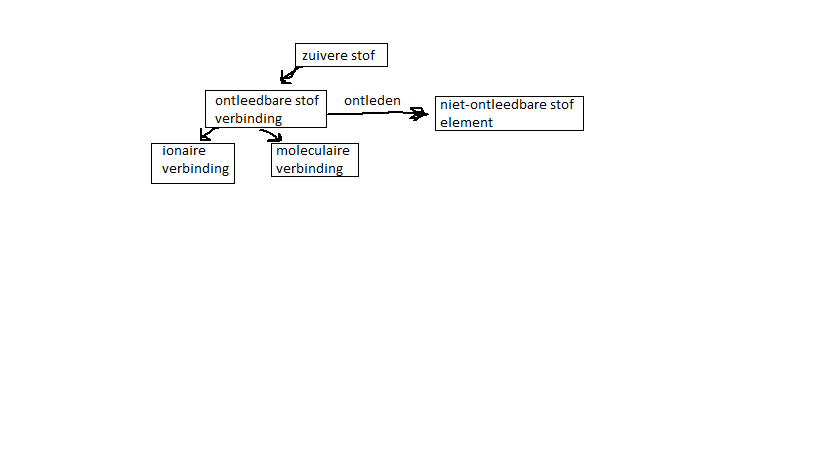 zuivere stof
ontleedbare stof
verbinding
ontleden
niet-ontleedbare stof
element
ionaire
verbinding
moleculaire
verbinding